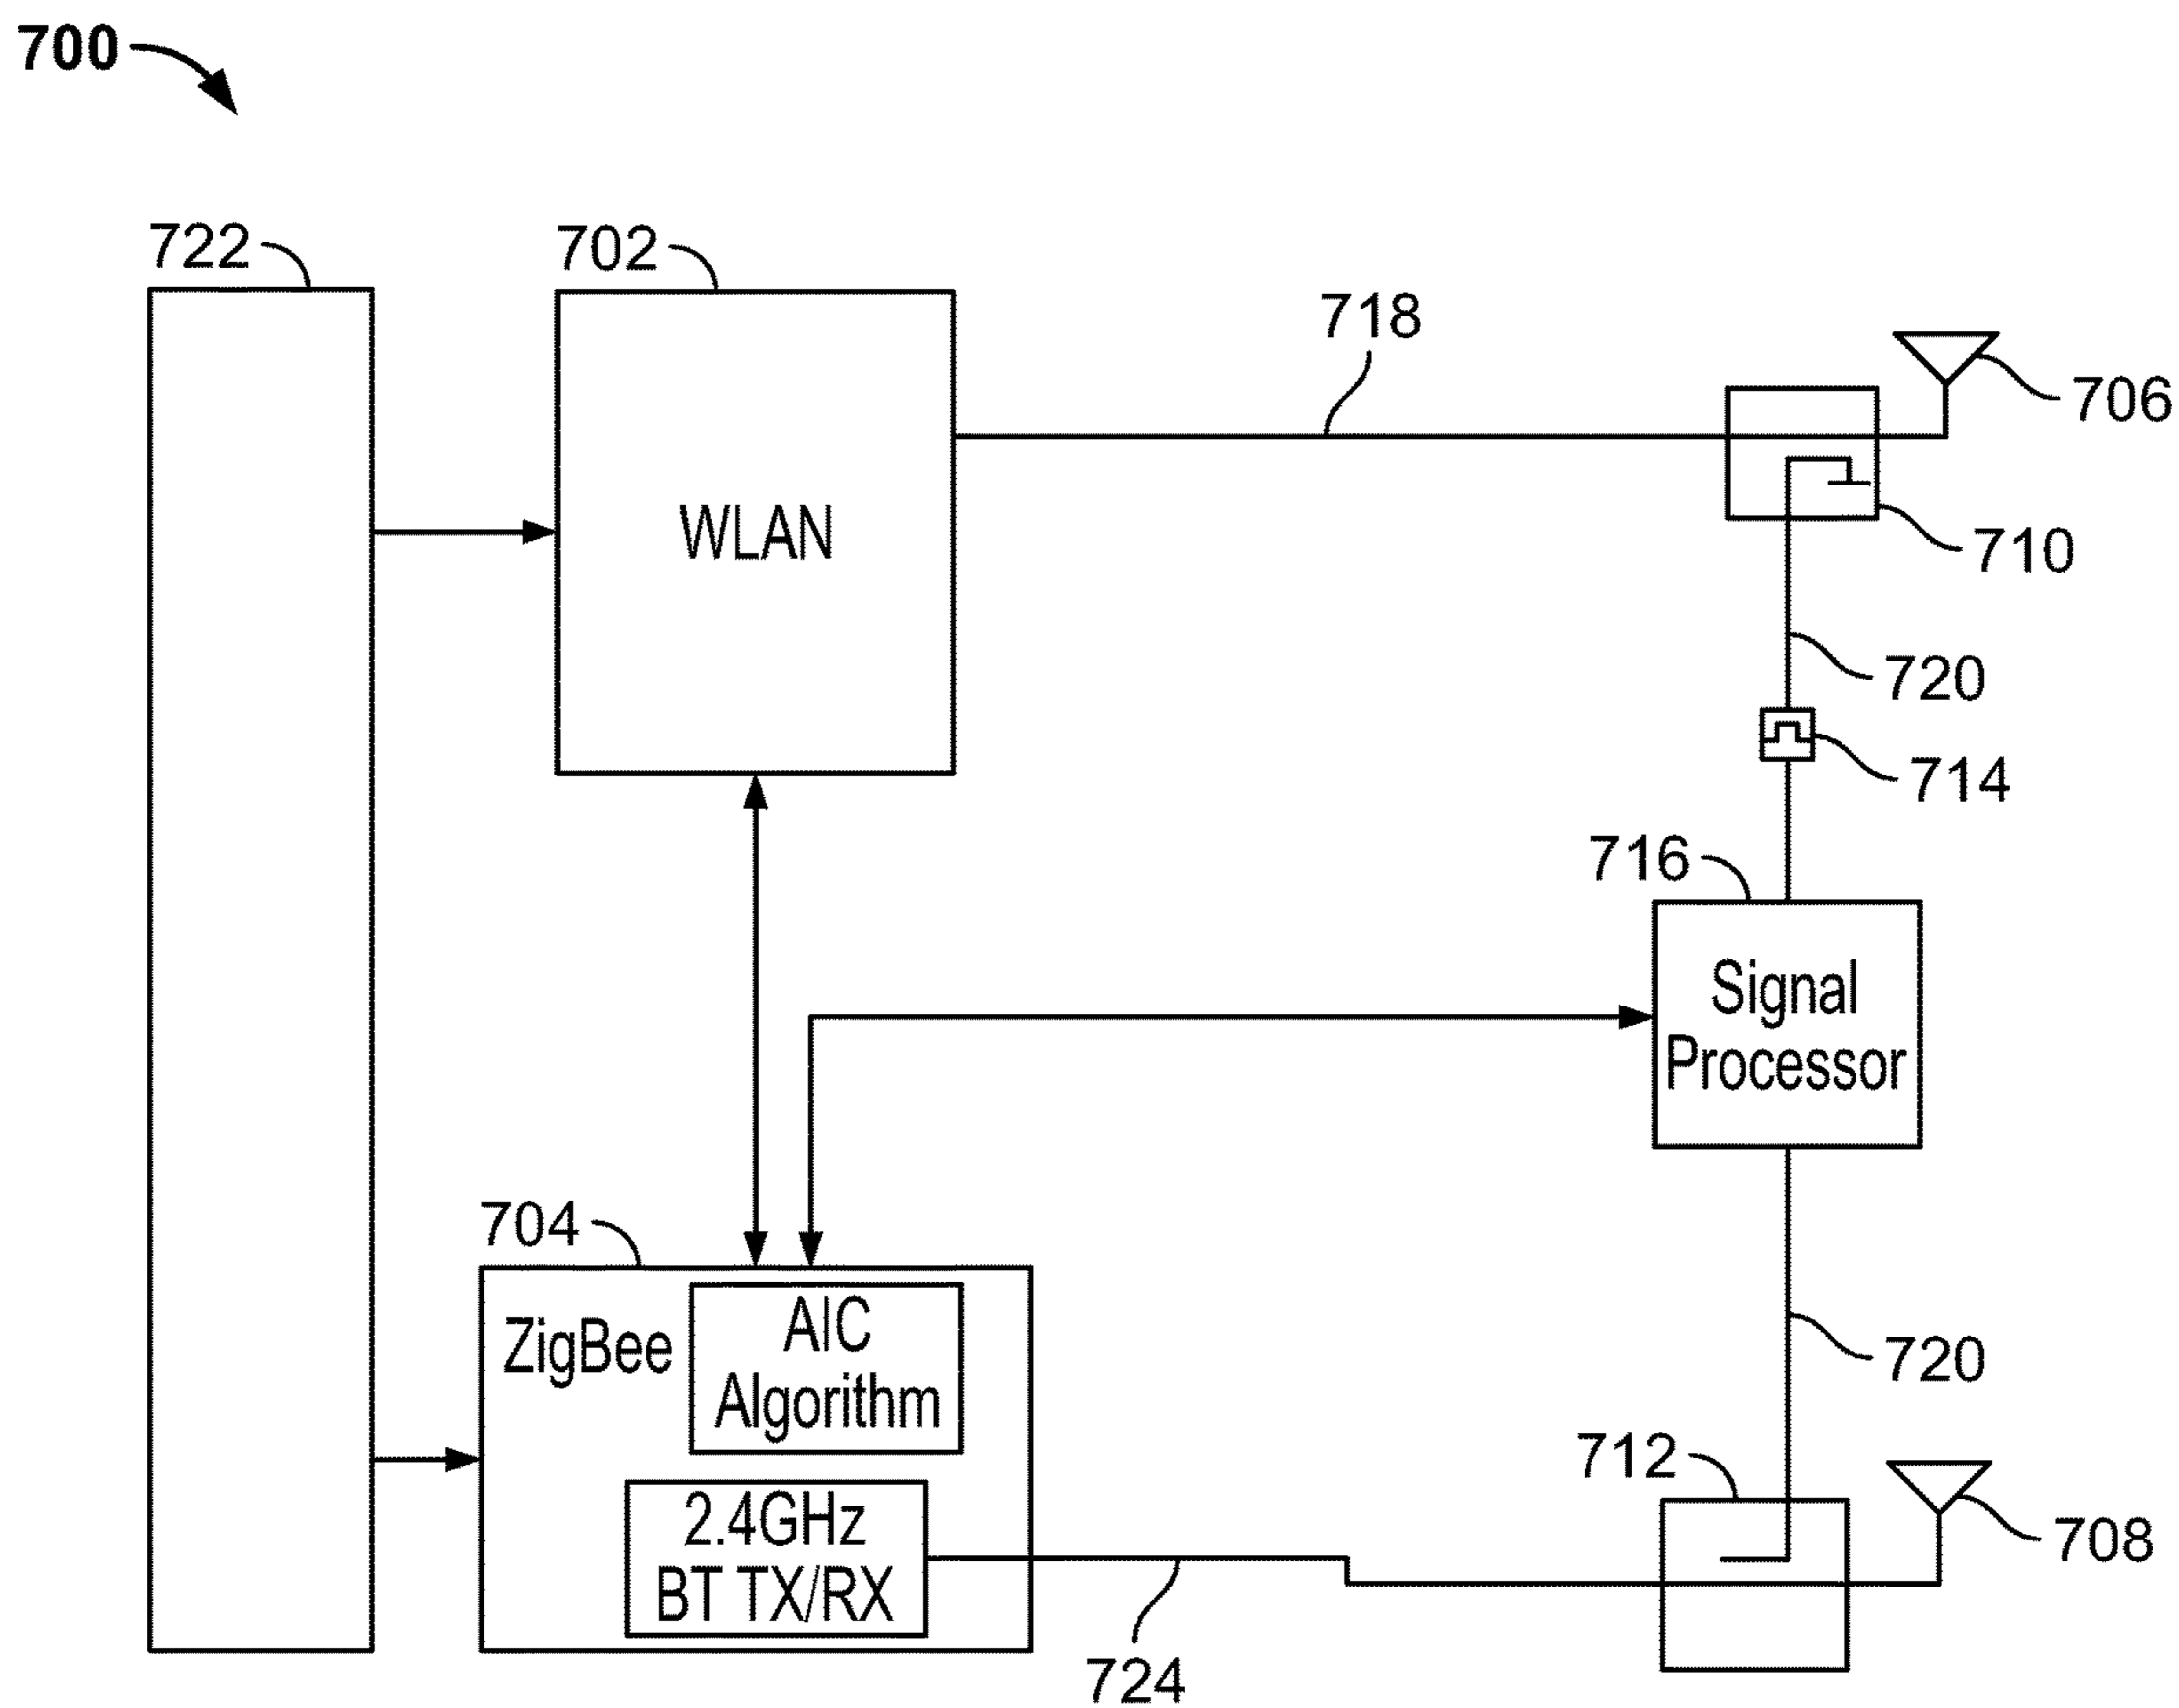 700
722
702
718
706
WLAN
710
720
714
716
Signal
Processor
704
ZigBee
AIC
Algorithm
720
712
2.4GHz
BT TX/RX
708
724